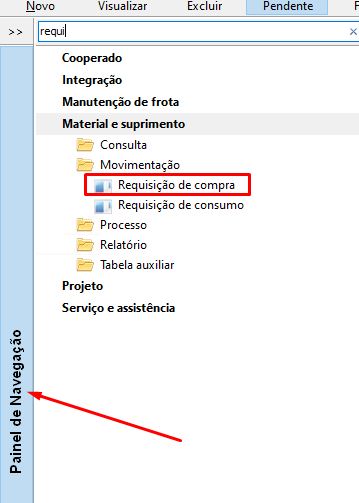 Novo Visualizar Excluir Pendente
>> requi
Cooperado
Integração
Manutenção de frota
Material e suprimento
Consulta
Movimentação
Requisição de compra
Requisição de consumo
Processo
Relatório
Tabela auxiliar
Projeto
Serviço e assistência
Painel de Navegação